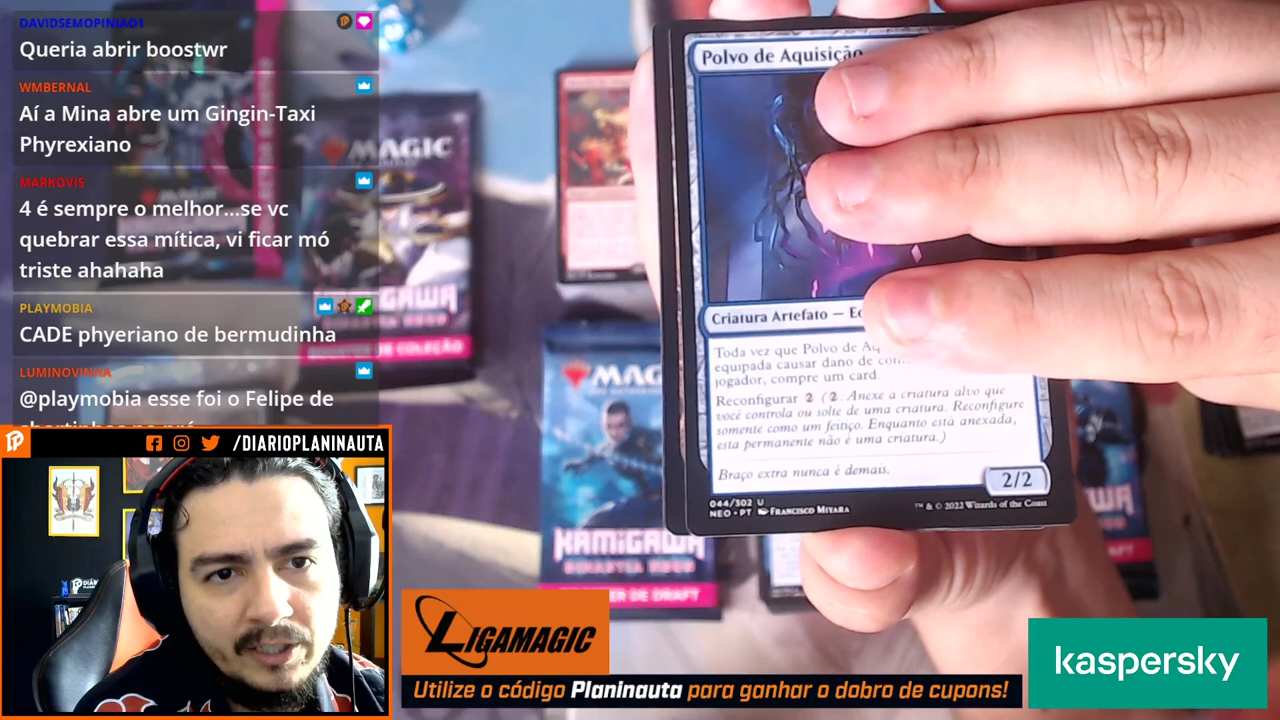 DAVIDSEMOPINIAO1
Queria abrir boostwr
WMBERNAL
Aí a Mina abre um Gingin-Taxi
Phyrexiano
MARKOVIS
4 é sempre o melhor...se vc
quebrar essa mítica, vi ficar mó
triste ahahaha
PLAYMOBIA
CADE phyeriano de bermudinha
LUMINOVINHA
@playmobia esse foi o Felipe de
/DIARIOPLANINAUTA
MAGIC
KAMIGAWA
MAGIC
KAMIGAWA
Polvo de Aquisição
Criatura Artefato —
Toda vez que Polvo de
equipada causar dano de
jogador, compre um card.
Reconfigurar 2 (2: Anexe a criatura alvo que
você controla ou solte de uma criatura. Reconfigure
somente como um feitiço. Enquanto esta anexada,
esta permanente não é uma criatura.)
Braço extra nunca é demais.
2/2
044/302 U
NEO • PT FRANCISCO MIYARA
™ & © 2022 Wizards of the Coast
LIGAMAGIC
Utilize o código Planinauta para ganhar o dobro de cupons!
kaspersky